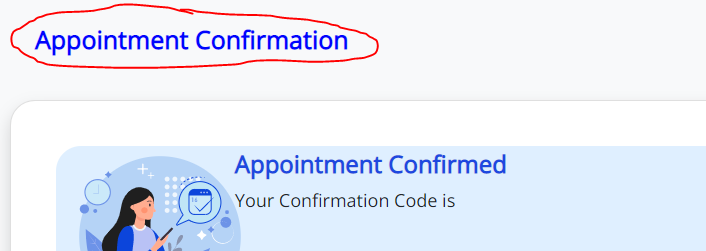 Appointment Confirmation
Appointment Confirmed
Your Confirmation Code is